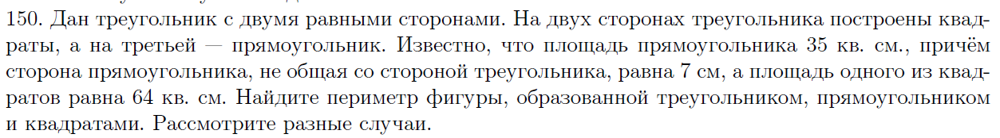 150. Дан треугольник с двумя равными сторонами. На двух сторонах треугольника построены квад-
раты, а на третьей — прямоугольник. Известно, что площадь прямоугольника 35 кв. см., причём
сторона прямоугольника, не общая со стороной треугольника, равна 7 см, а площадь одного из квад-
ратов равна 64 кв. см. Найдите периметр фигуры, образованной треугольником, прямоугольником
и квадратами. Рассмотрите разные случаи.